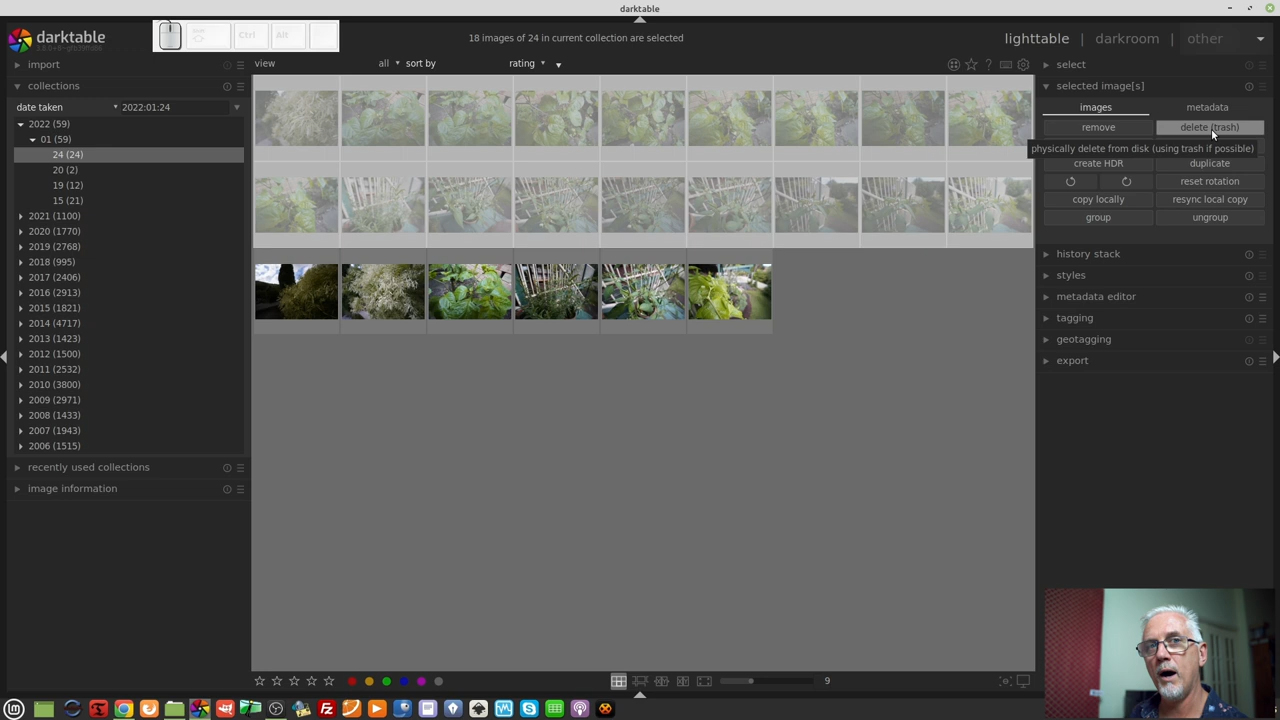 darktable
darktable
18 images of 24 in current collection are selected
lighttable | darkroom | other
Ctrl
Alt
import
view
all
sort by
rating
select
collections
selected image[s]
date taken
2022:01:24
images
metadata
2022 (59)
remove
delete (trash)
01 (59)
physically delete from disk (using trash if possible)
24 (24)
create HDR
duplicate
20 (2)
reset rotation
19 (12)
copy locally
resync local copy
15 (21)
group
ungroup
2021 (1100)
2020 (1770)
2019 (2768)
2018 (995)
2017 (2406)
2016 (2913)
2015 (1821)
2014 (4717)
2013 (1423)
2012 (1500)
2011 (2532)
2010 (3800)
2009 (2971)
2008 (1433)
2007 (1943)
2006 (1515)
history stack
styles
metadata editor
tagging
geotagging
export
recently used collections
image information
9